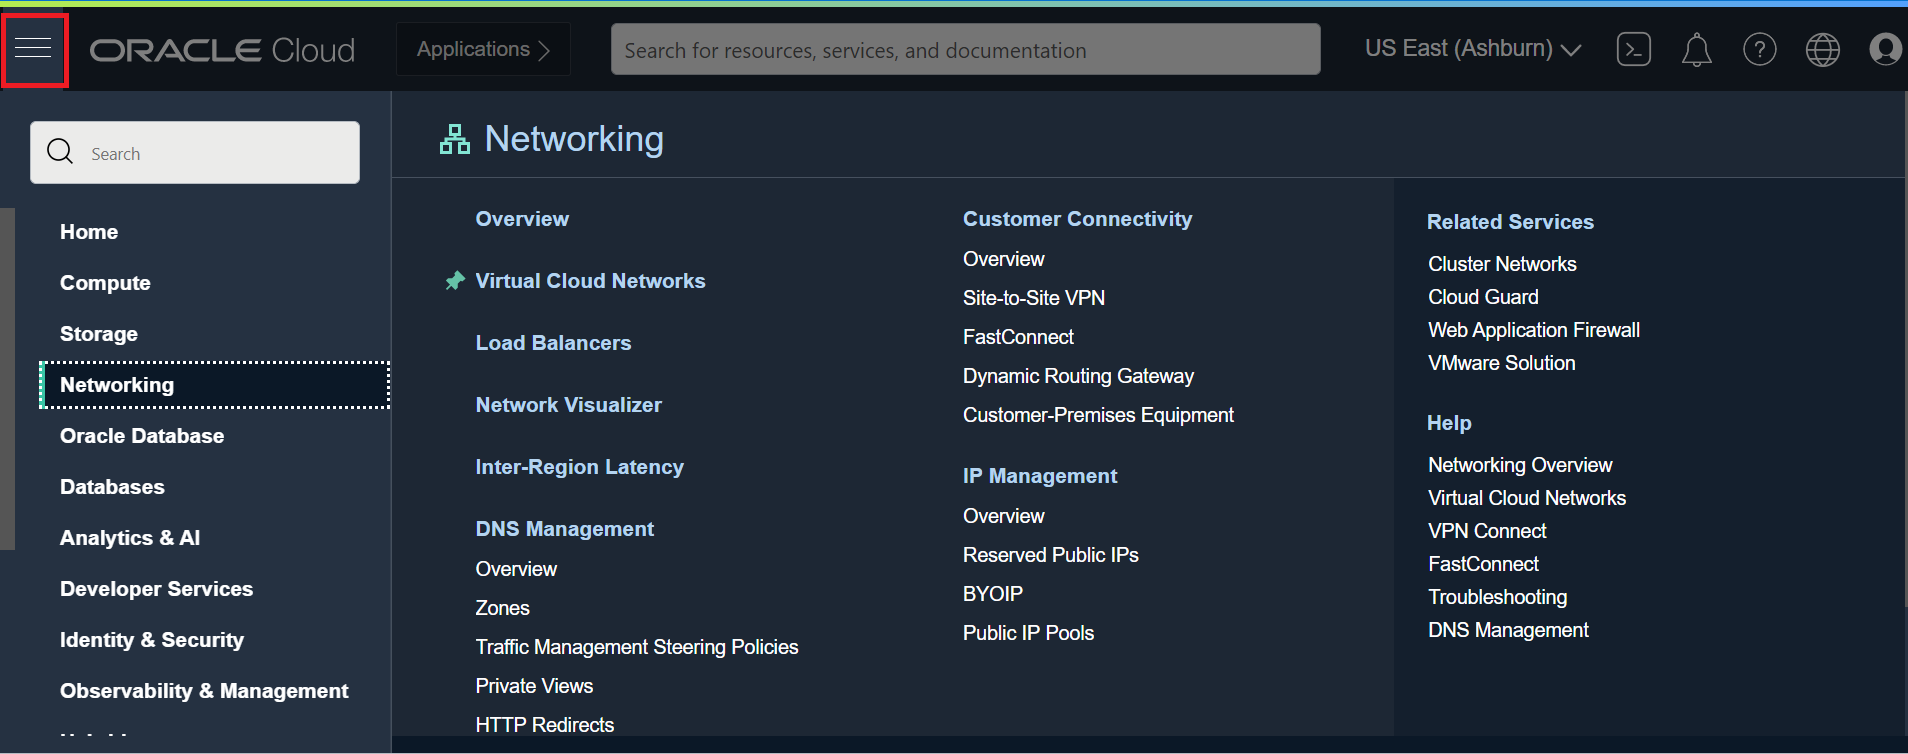 ORACLE Cloud
Applications
Search for resources, services, and documentation
US East (Ashburn)
Search
Home
Compute
Storage
Networking
Oracle Database
Databases
Analytics & AI
Developer Services
Identity & Security
Observability & Management
Networking
Overview
Virtual Cloud Networks
Load Balancers
Network Visualizer
Inter-Region Latency
DNS Management
Overview
Zones
Traffic Management Steering Policies
Private Views
HTTP Redirects
Customer Connectivity
Overview
Site-to-Site VPN
FastConnect
Dynamic Routing Gateway
Customer-Premises Equipment
IP Management
Overview
Reserved Public IPs
BYOIP
Public IP Pools
Related Services
Cluster Networks
Cloud Guard
Web Application Firewall
VMware Solution
Help
Networking Overview
Virtual Cloud Networks
VPN Connect
FastConnect
Troubleshooting
DNS Management